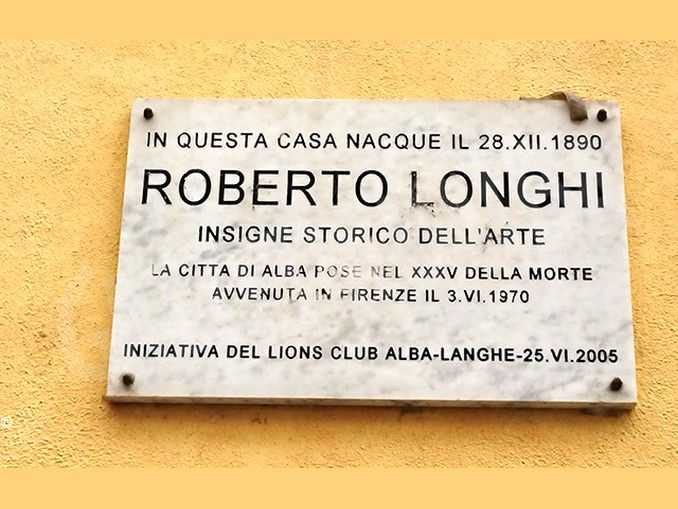 IN QUESTA CASA NACQUE IL 28.XII.1890
ROBERTO LONGHI
INSIGNE STORICO DELL'ARTE
LA CITTA DI ALBA POSE NEL XXXV DELLA MORTE
AVVENUTA IN FIRENZE IL 3.VI.1970
INIZIATIVA DEL LIONS CLUB ALBA-LANGHE-25.VI.2005